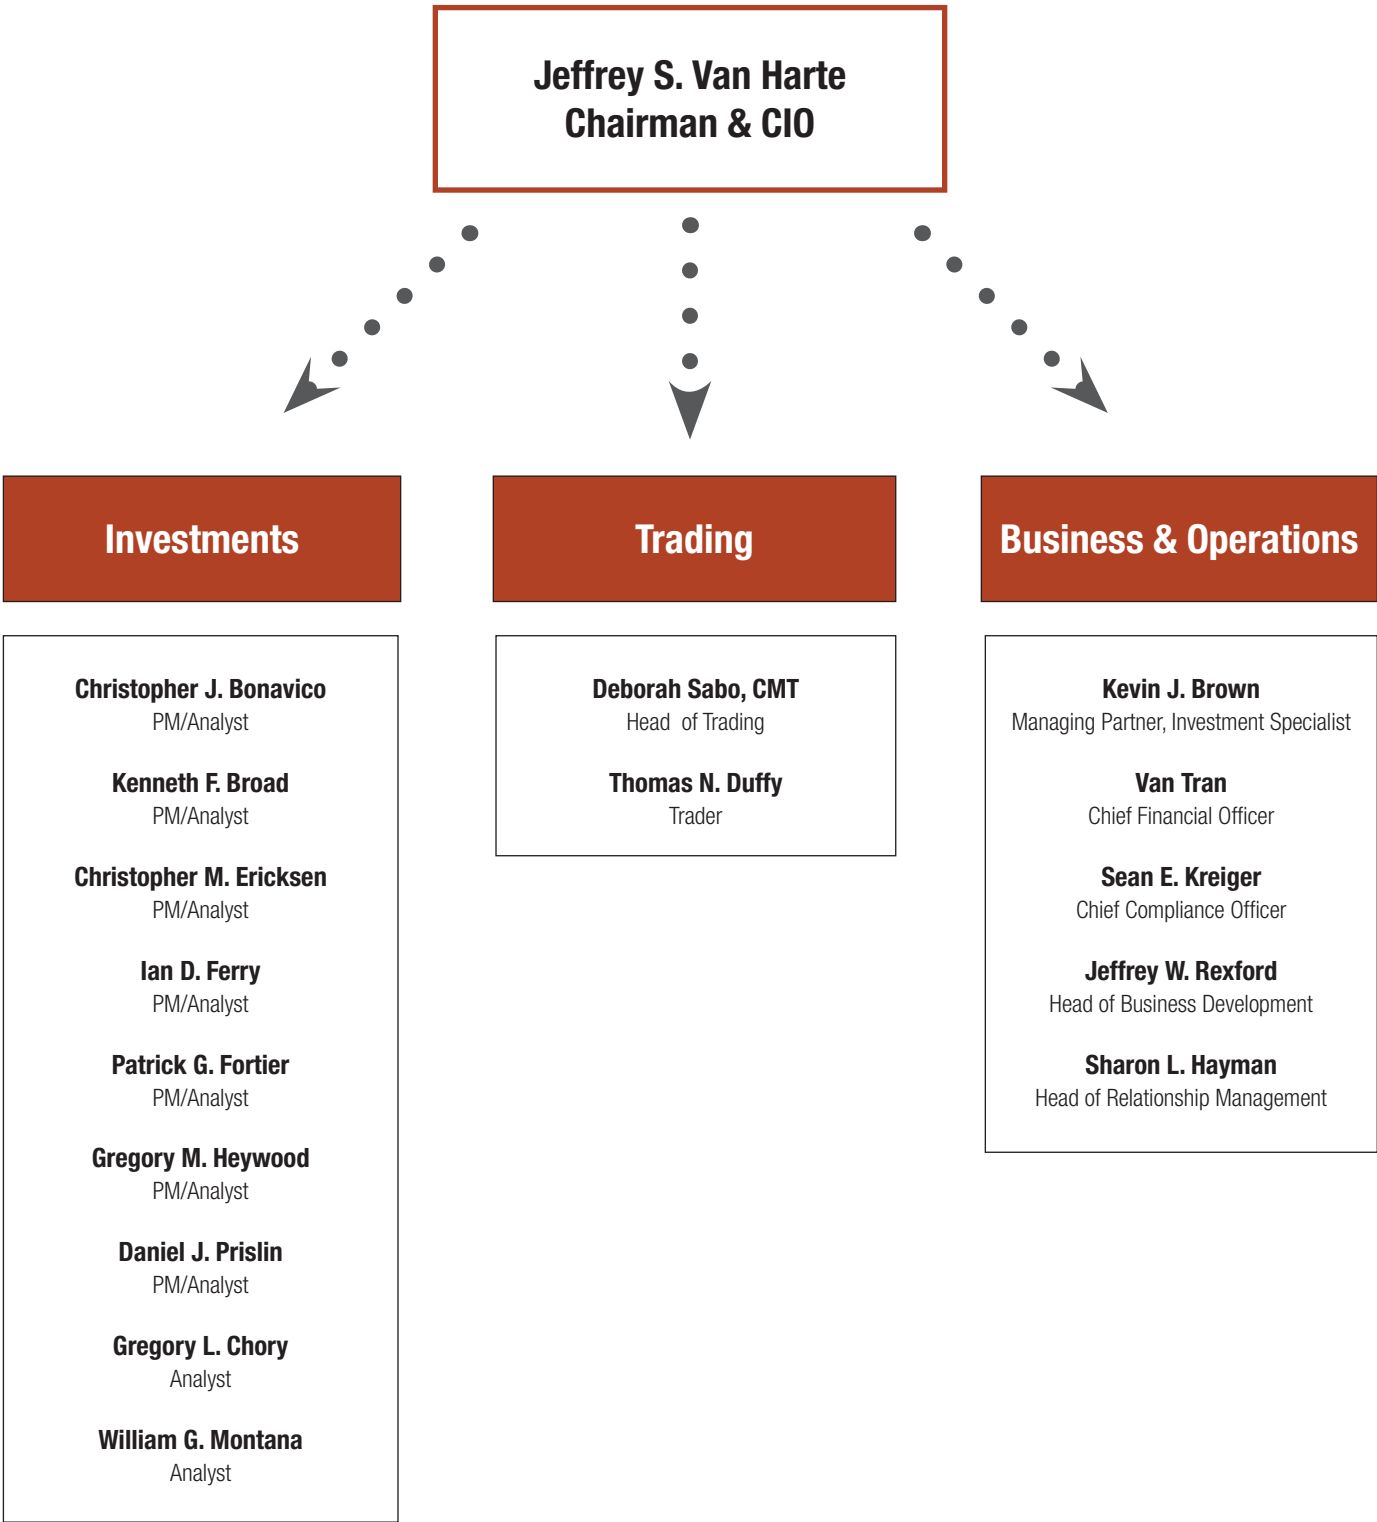 Jeffrey S. Van Harte
Chairman & CIO
Investments
Christopher J. Bonavico
PM/Analyst
Kenneth F. Broad
PM/Analyst
Christopher M. Ericksen
PM/Analyst
Ian D. Ferry
PM/Analyst
Patrick G. Fortier
PM/Analyst
Gregory M. Heywood
PM/Analyst
Daniel J. Prislin
PM/Analyst
Gregory L. Chory
Analyst
William G. Montana
Analyst
Trading
Deborah Sabo, CMT
Head of Trading
Thomas N. Duffy
Trader
Business & Operations
Kevin J. Brown
Managing Partner, Investment Specialist
Van Tran
Chief Financial Officer
Sean E. Kreiger
Chief Compliance Officer
Jeffrey W. Rexford
Head of Business Development
Sharon L. Hayman
Head of Relationship Management